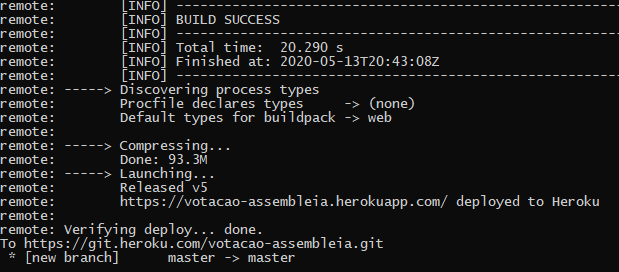 remote:        [INFO] ------------------------------------------------------------------------
remote:        [INFO] BUILD SUCCESS
remote:        [INFO] ------------------------------------------------------------------------
remote:        [INFO] Total time:  20.290 s
remote:        [INFO] Finished at: 2020-05-13T20:43:08Z
remote:        [INFO] ------------------------------------------------------------------------
remote: -----> Discovering process types
remote:        Procfile declares types     -> (none)
remote:        Default types for buildpack -> web
remote:
remote: -----> Compressing...
remote:        Done: 93.3M
remote: -----> Launching...
remote:        Released v5
remote:        https://votacao-assembleia.herokuapp.com/ deployed to Heroku
remote:
remote: Verifying deploy... done.
To https://git.heroku.com/votacao-assembleia.git
 * [new branch]      master -> master